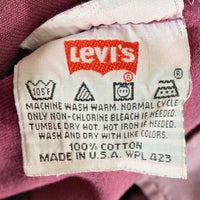 Levi's
®
105°F
®
MACHINE WASH WARM. NORMAL CYCLE
ONLY NON-CHLORINE BLEACH IF NEEDED.
TUMBLE DRY HOT. HOT IRON IF NEEDED.
WASH AND DRY WITH LIKE COLORS.
100% COTTON
MADE IN U.S.A. WPL 423